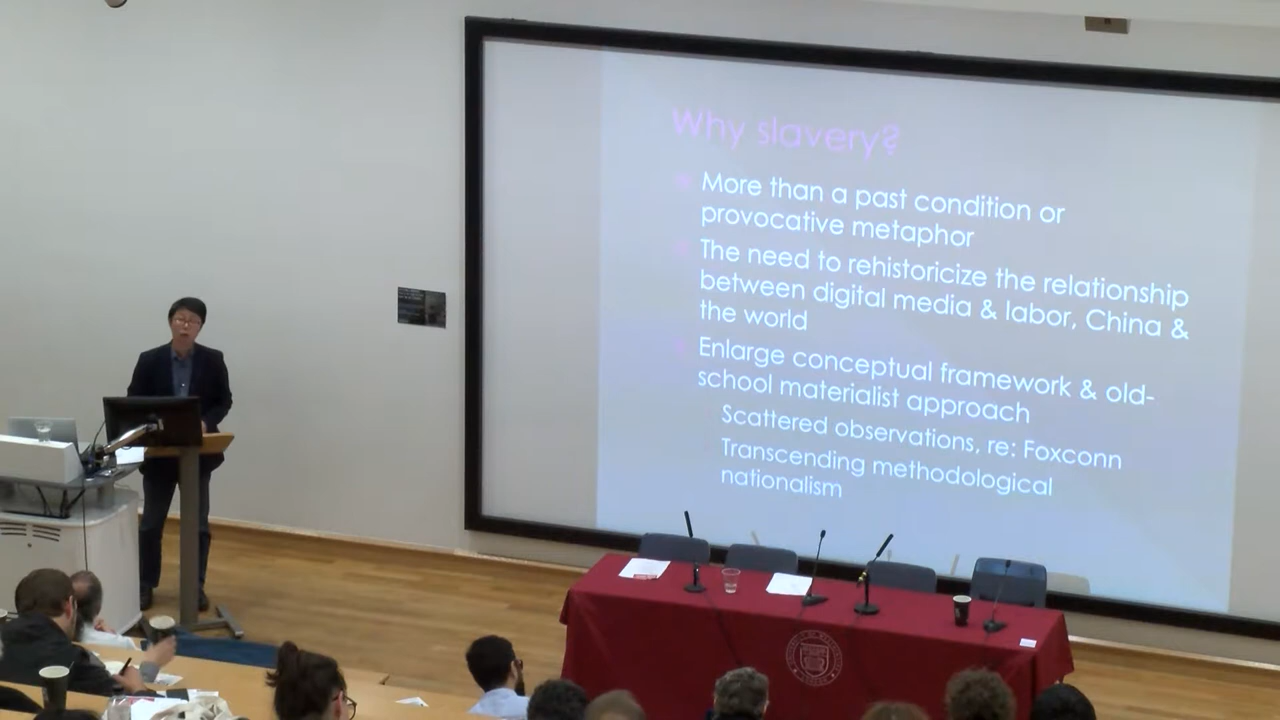 Why slavery?
More than a past condition or
provocative metaphor
The need to rehistoricize the relationship
between digital media & labor, China &
the world
Enlarge conceptual framework & old-
school materialist approach
Scattered observations, re: Foxconn
Transcending methodological
nationalism